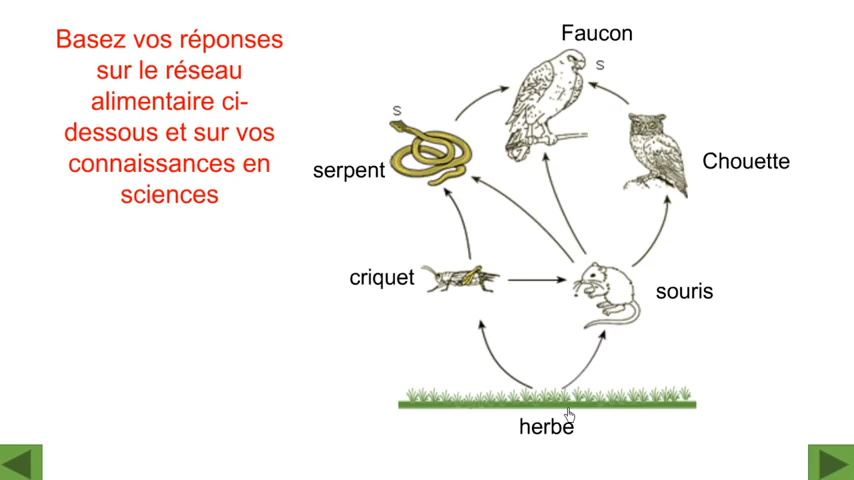 Basez vos réponses
sur le réseau
alimentaire ci-
dessous et sur vos
connaissances en
sciences
Faucon
s
s
serpent
Chouette
criquet
souris
herbe